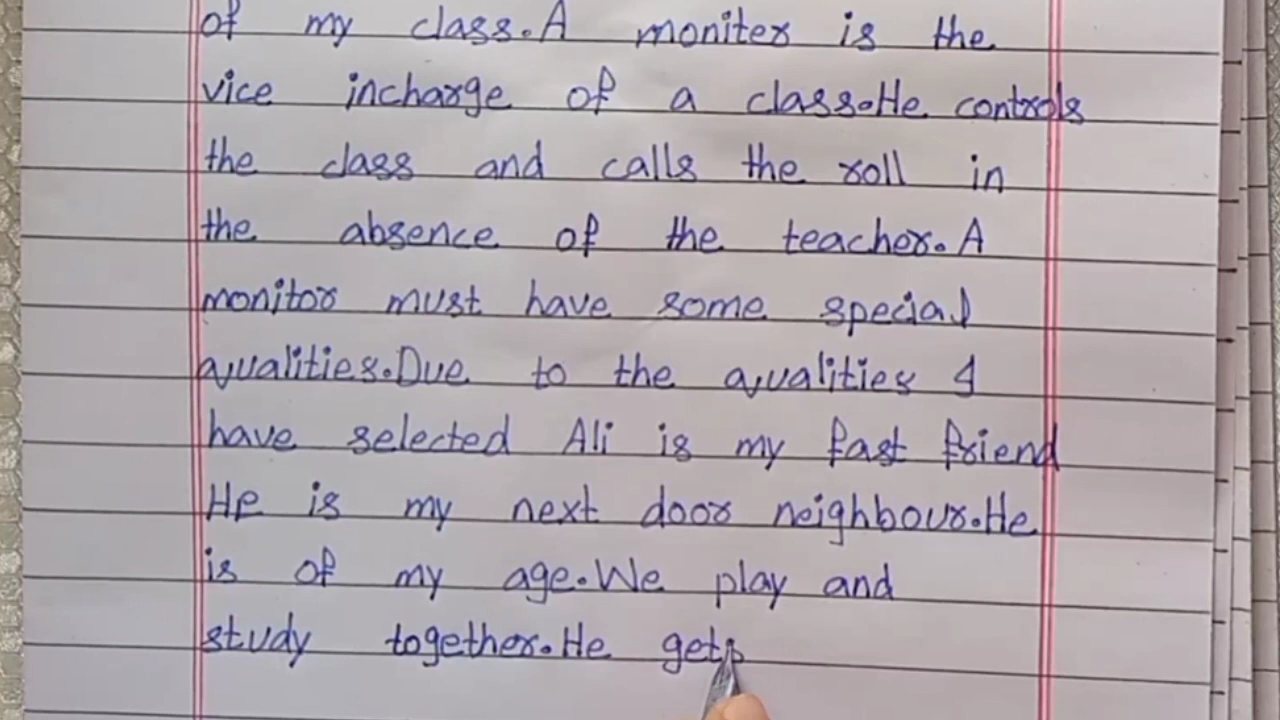 of my class.A moniter is the
vice incharge of a class.He controls
the class and calls the roll in
the absence of the teacher.A
monitor must have some special
qualities.Due to the qualities I
have selected Ali is my fast friend
He is my next door neighbour.He
is of my age.We play and
study together.He gets